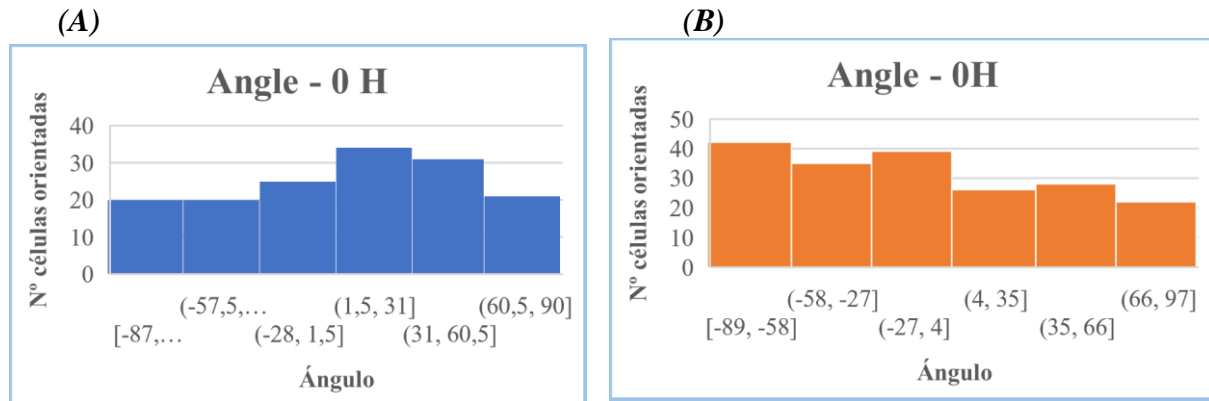 (A)
Angle - 0 H
Nº células orientadas
40
30
20
10
0
(-57,5,… (1,5, 31] (60,5, 90]
[-87,… (-28, 1,5] (31, 60,5]
Ángulo
(B)
Angle - 0H
Nº células orientadas
50
40
30
20
10
0
(-58, -27] (4, 35] (66, 97]
[-89, -58] (-27, 4] (35, 66]
Ángulo